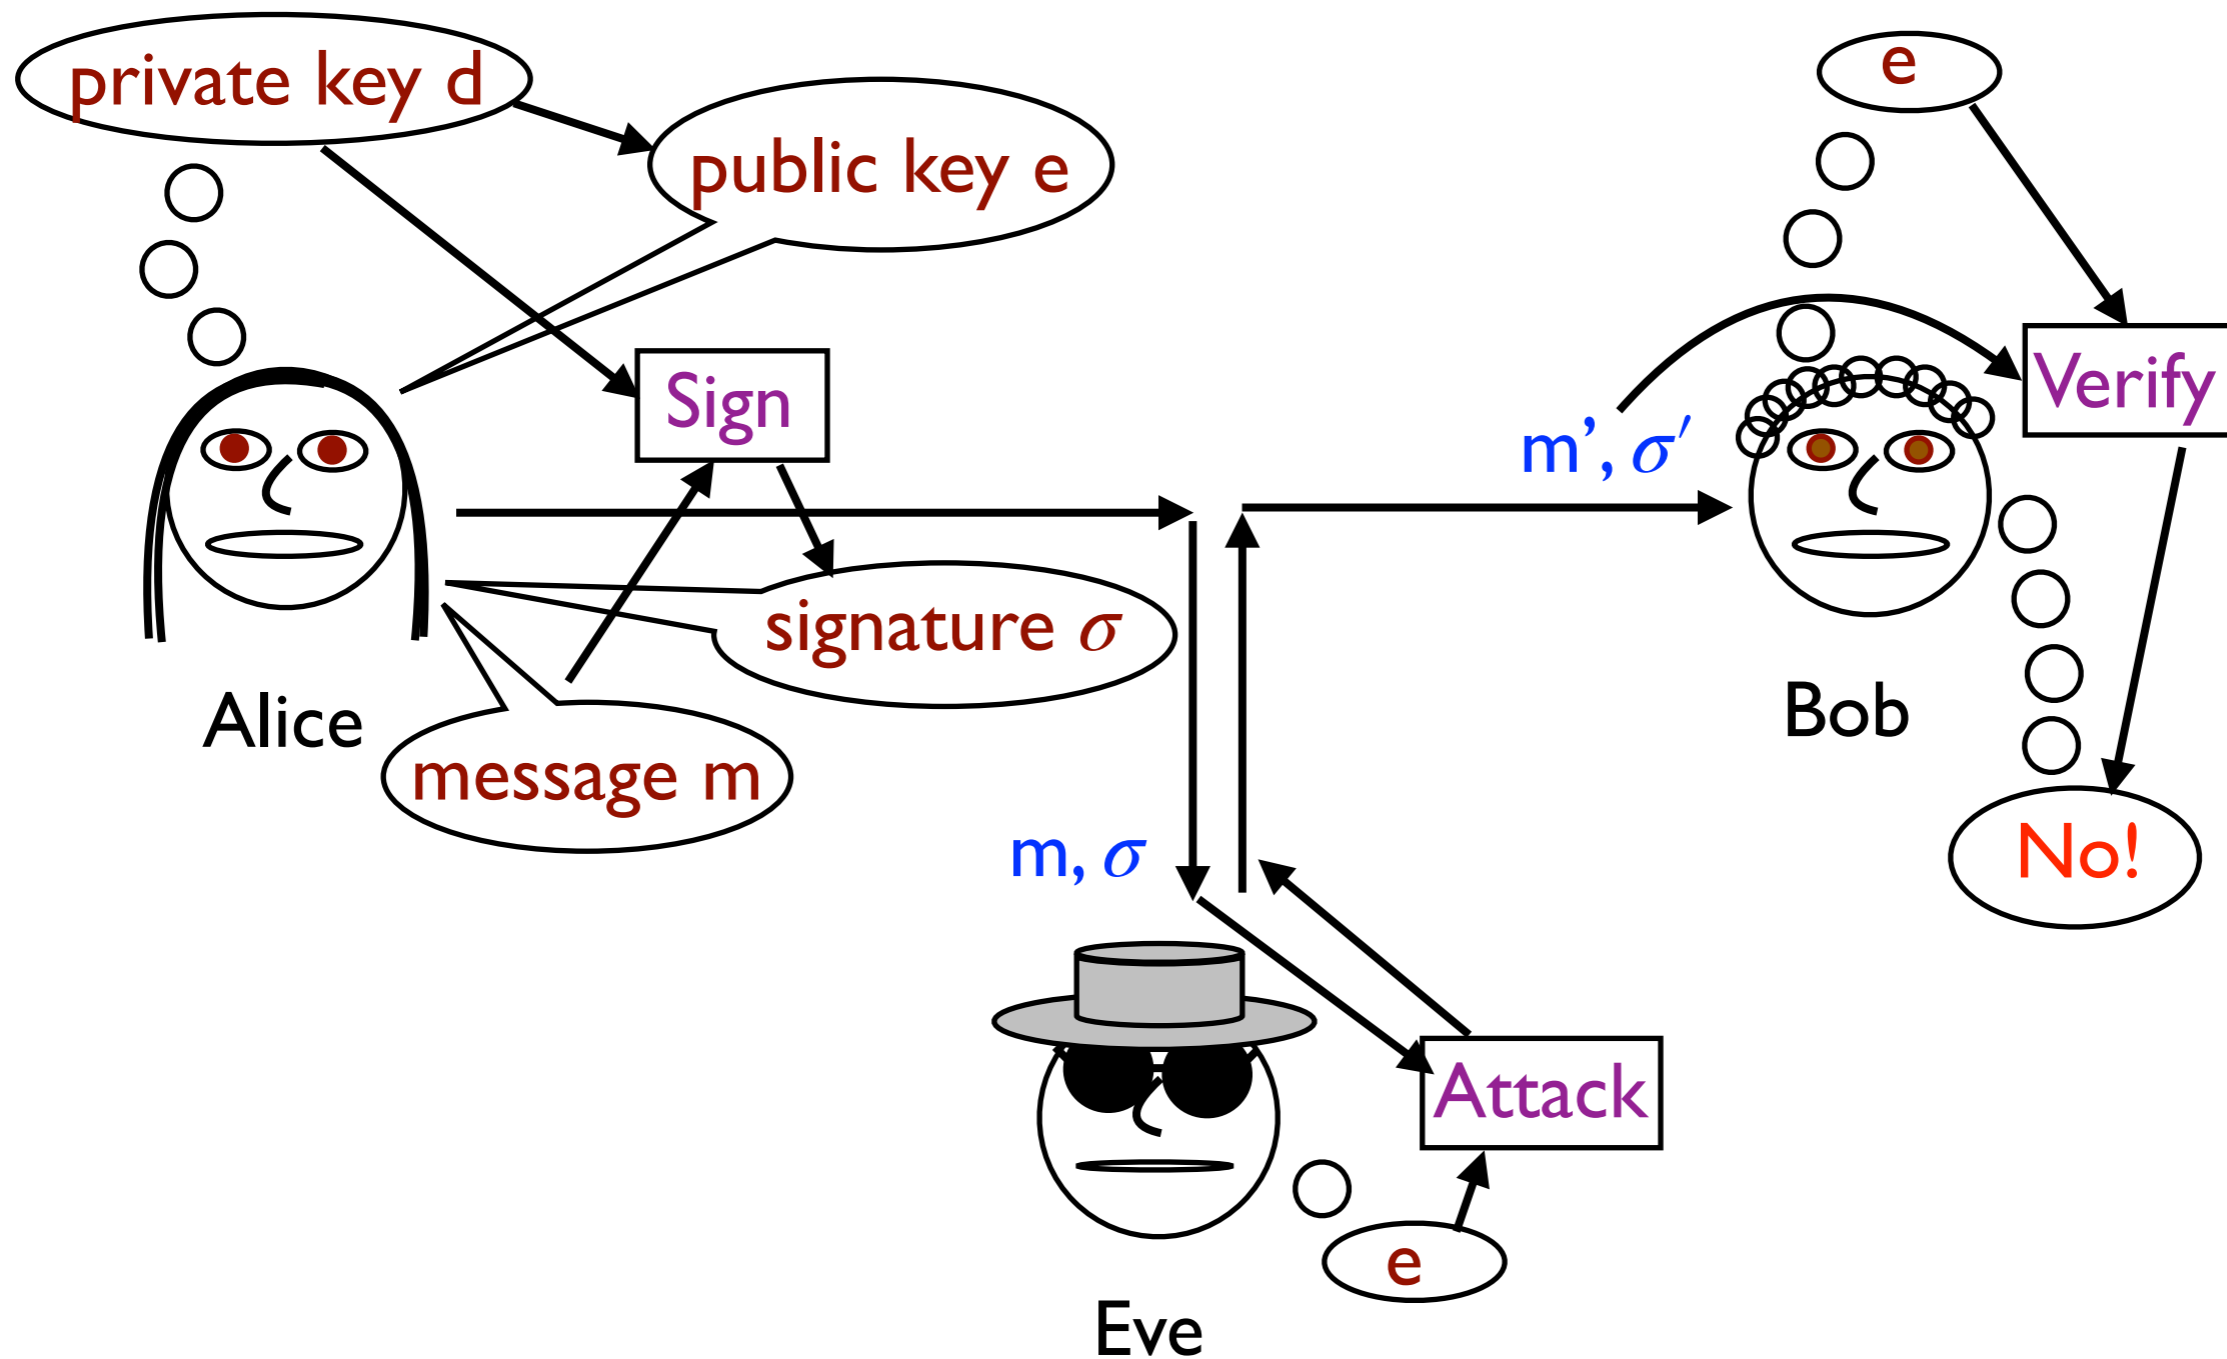 private key d
public key e
e
Sign
Verify
m’, σ′
signature σ
Alice
Bob
message m
m, σ
No!
Attack
e
Eve